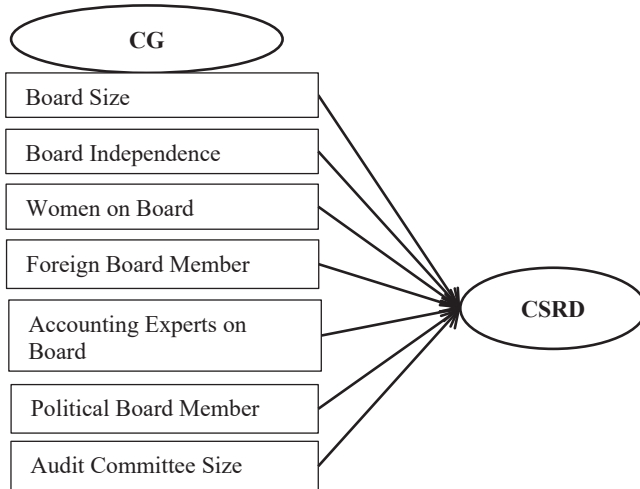 CG
Board Size
Board Independence
Women on Board
Foreign Board Member
Accounting Experts on
Board
Political Board Member
Audit Committee Size
CSRD